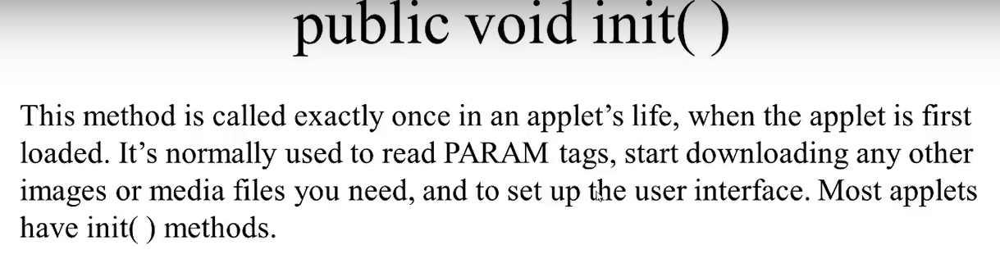 public void init( )
This method is called exactly once in an applet’s life, when the applet is first
loaded. It’s normally used to read PARAM tags, start downloading any other
images or media files you need, and to set up the user interface. Most applets
have init( ) methods.